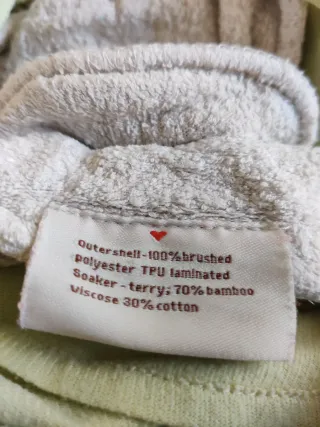 Outershell-100% brushed
polyester TPU laminated
Soaker - terry; 70% bamboo
Viscose 30% cotton